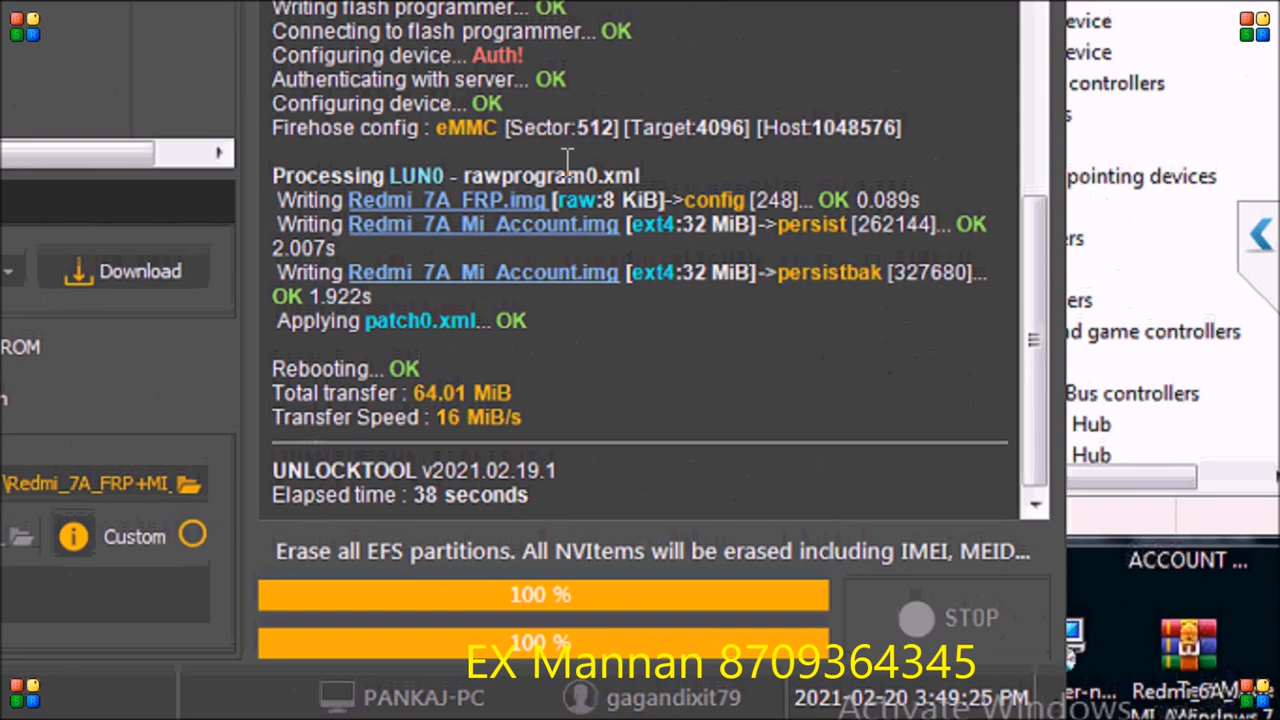 Writing flash programmer... OK
Connecting to flash programmer... OK
Configuring device... Auth!
Authenticating with server... OK
Configuring device... OK
Firehose config : eMMC [Sector:512] [Target:4096] [Host:1048576]
Processing LUN0 - rawprogram0.xml
Writing Redmi_7A_FRP.img [raw:8 KiB]->config [248]... OK 0.089s
Writing Redmi_7A_Mi_Account.img [ext4:32 MiB]->persist [262144]... OK
2.007s
Writing Redmi_7A_Mi_Account.img [ext4:32 MiB]->persistbak [327680]...
OK 1.922s
Applying patch0.xml... OK
Rebooting... OK
Total transfer : 64.01 MiB
Transfer Speed : 16 MiB/s
UNLOCKTOOL v2021.02.19.1
Elapsed time : 38 seconds
Erase all EFS partitions. All NVItems will be erased including IMEI, MEID...
100 %
100 %
STOP
EX Mannan 8709364345
PANKAJ-PC
gagandixit79
2021-02-20 3:49:25 PM
Download
ROM
\Redmi_7A_FRP+MI_
Custom
evice
evice
controllers
s
pointing devices
rs
ers
nd game controllers
Bus controllers
Hub
Hub
ACCOUNT ...
Activate Windows